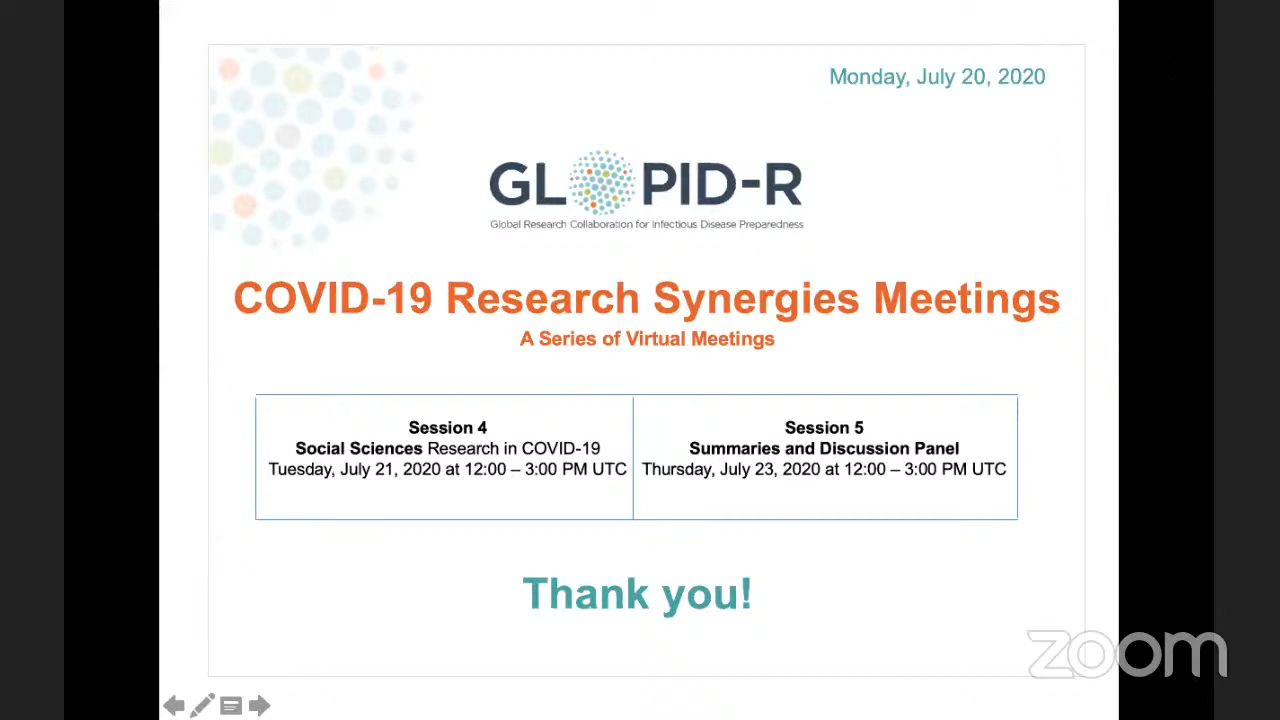 Monday, July 20, 2020
GLOPID-R
Global Research Collaboration for Infectious Disease Preparedness
COVID-19 Research Synergies Meetings
A Series of Virtual Meetings
Session 4
Social Sciences Research in COVID-19
Tuesday, July 21, 2020 at 12:00 – 3:00 PM UTC
Session 5
Summaries and Discussion Panel
Thursday, July 23, 2020 at 12:00 – 3:00 PM UTC
Thank you!
zoom